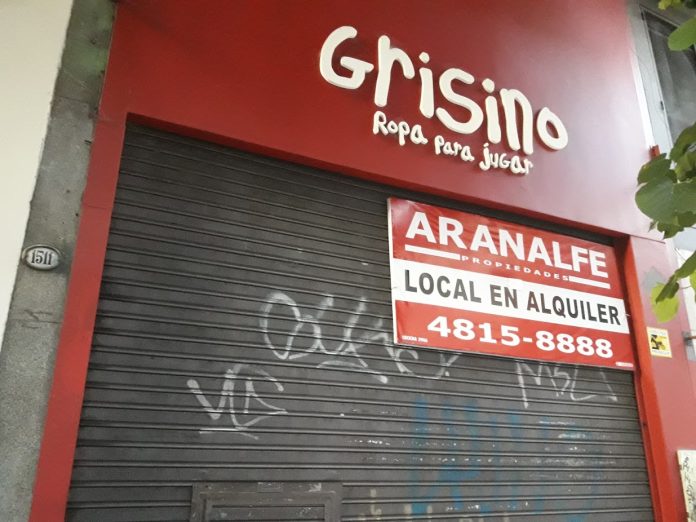 Grisino
Ropa para jugar
1511
ARANALFE
PROPIEDADES
LOCAL EN ALQUILER
4815-8888